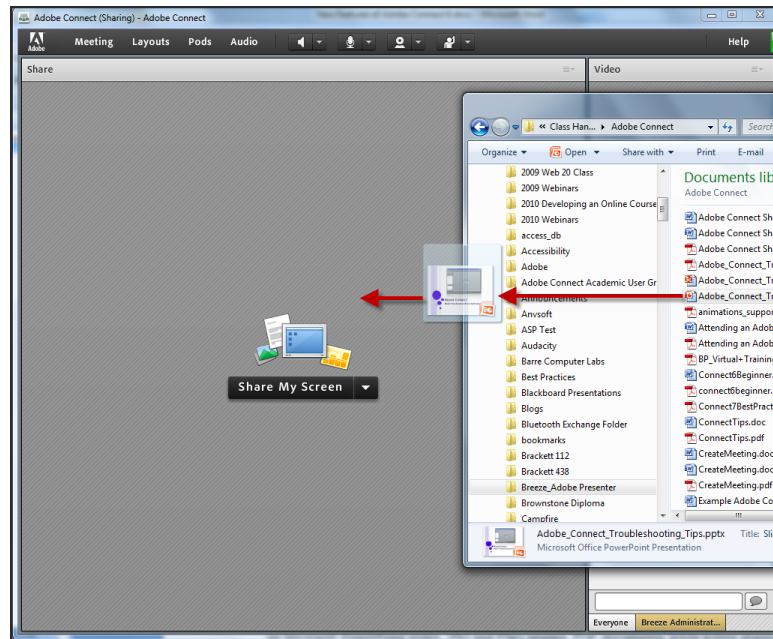 Adobe Connect (Sharing) - Adobe Connect
Adobe Meeting Layouts Pods Audio Help
Share
Video
« Class Han... Adobe Connect Search
Organize Open Share with Print E-mail
2009 Web 20 Class
2009 Webinars
2010 Developing an Online Course
2010 Webinars
access_db
Accessibility
Adobe
Adobe Connect Academic User Gr
Announcements
Anvsoft
ASP Test
Audacity
Barre Computer Labs
Best Practices
Blackboard Presentations
Blogs
Bluetooth Exchange Folder
bookmarks
Brackett 112
Brackett 438
Breeze_Adobe Presenter
Brownstone Diploma
Campfire
Documents lib
Adobe Connect
Adobe Connect Sh
Adobe Connect Sh
Adobe Connect Sh
Adobe_Connect_Tr
Adobe_Connect_Tr
Adobe_Connect_Tr
animations_suppor
Attending an Adob
Attending an Adob
BP_Virtual+Training
Connect6Beginner.
connect6beginner.
Connect7BestPract
ConnectTips.doc
ConnectTips.pdf
CreateMeeting.doc
CreateMeeting.doc
CreateMeeting.pdf
Example Adobe Co
Share My Screen
Adobe_Connect_Troubleshooting_Tips.pptx Title: Sli
Microsoft Office PowerPoint Presentation
Everyone Breeze Administrat...